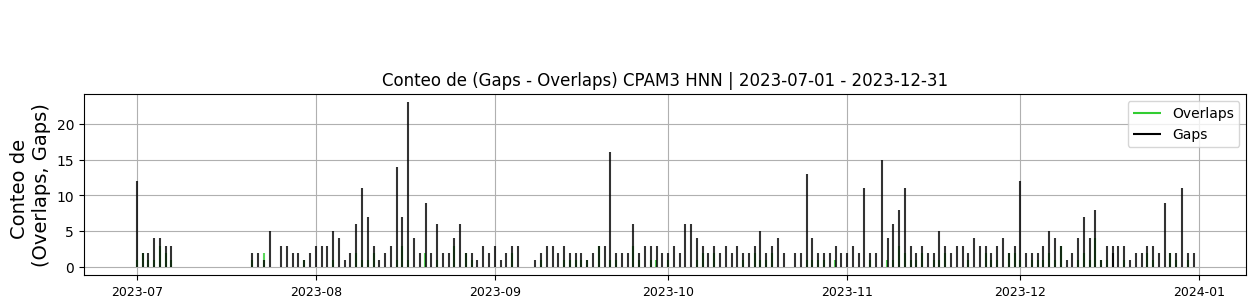 Conteo de (Gaps - Overlaps) CPAM3 HNN | 2023-07-01 - 2023-12-31
Conteo de
(Overlaps, Gaps)
20
15
10
5
0
Overlaps
Gaps
2023-07
2023-08
2023-09
2023-10
2023-11
2023-12
2024-01